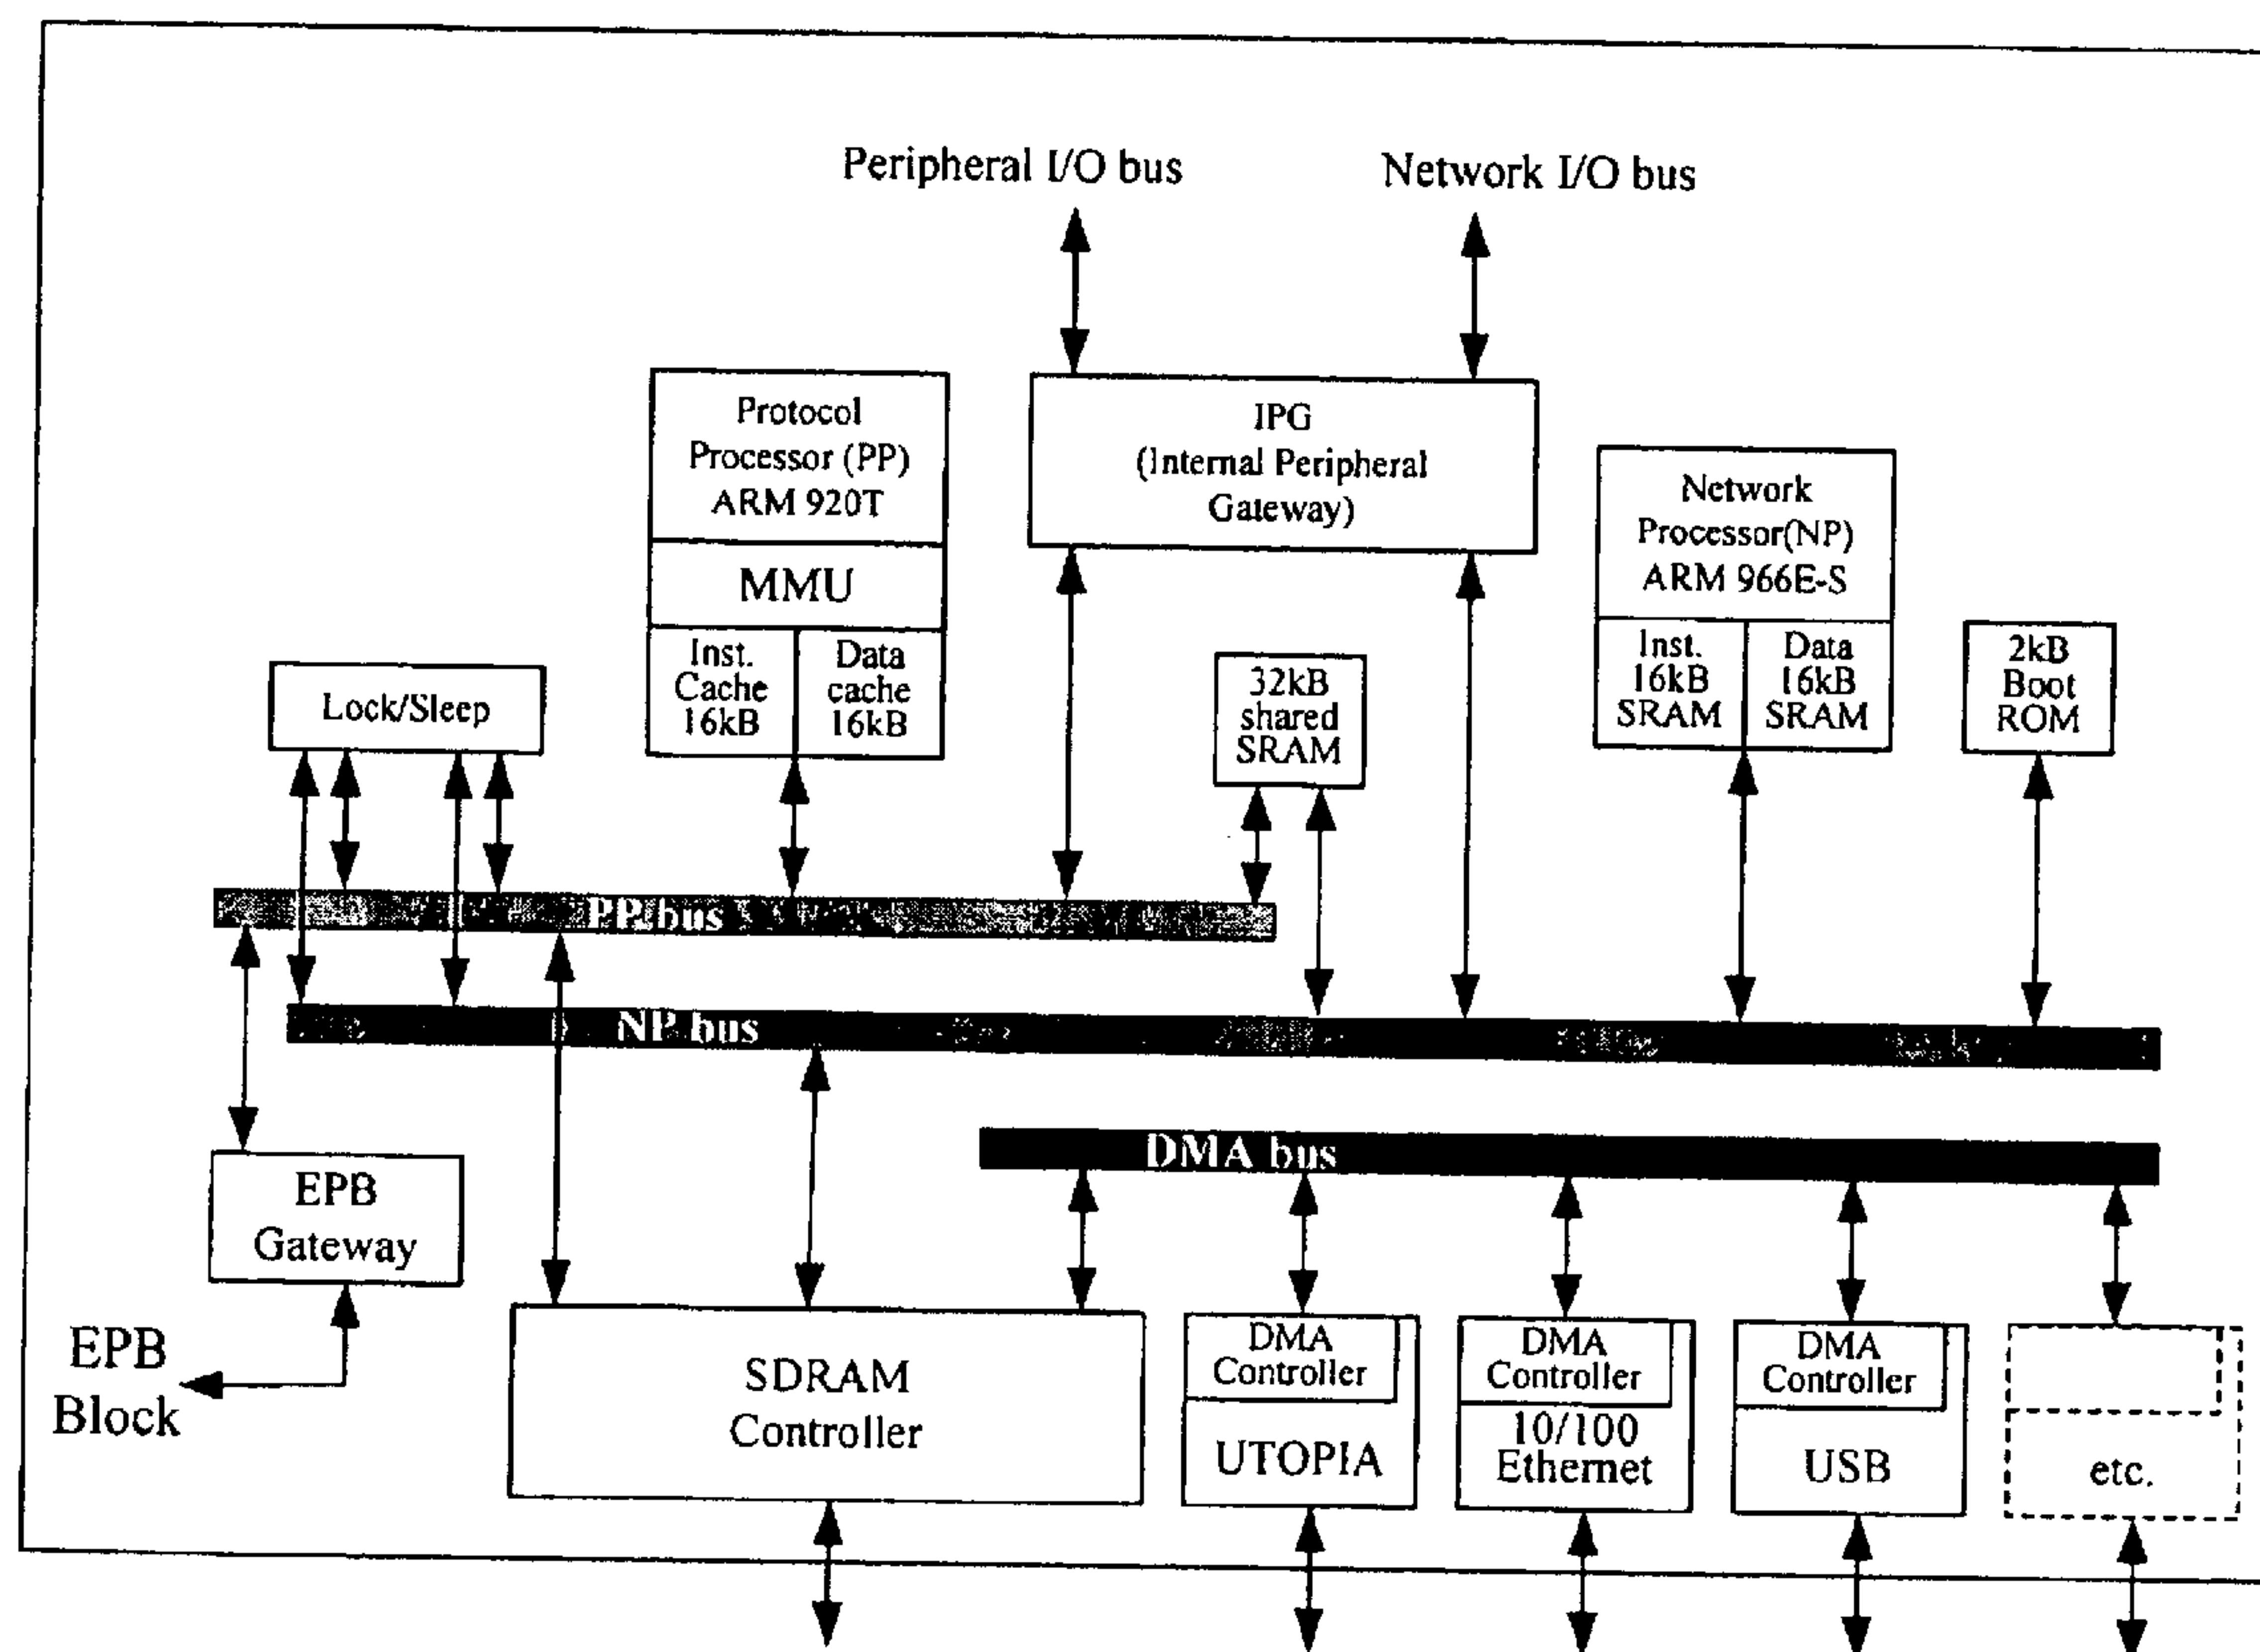 Peripheral I/O bus
Network I/O bus
Protocol
Processor (PP)
ARM 920T
MMU
Inst.
Cache
16kB
Data
cache
16kB
IPG
(Internal Peripheral
Gateway)
Network
Processor(NP)
ARM 966E-S
Inst.
16kB
SRAM
Data
16kB
SRAM
2kB
Boot
ROM
Lock/Sleep
32kB
shared
SRAM
PP bus
NP bus
DMA bus
EPB
Gateway
EPB
Block
SDRAM
Controller
DMA
Controller
UTOPIA
DMA
Controller
10/100
Ethernet
DMA
Controller
USB
etc.